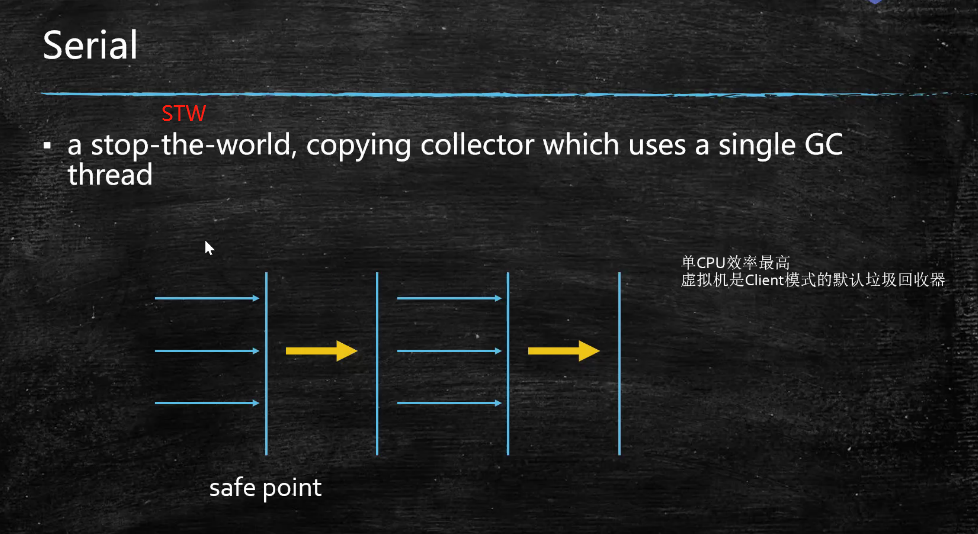 Serial
STW
▪ a stop-the-world, copying collector which uses a single GC
thread
单CPU效率最高
虚拟机是Client模式的默认垃圾回收器
safe point